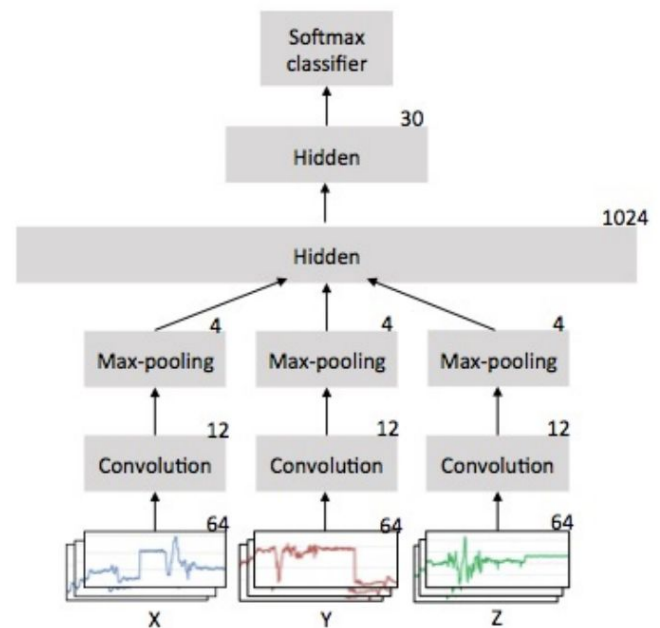 Softmax
classifier
30
Hidden
1024
Hidden
4 4 4
Max-pooling Max-pooling Max-pooling
12 12 12
Convolution Convolution Convolution
64 64 64
X Y Z